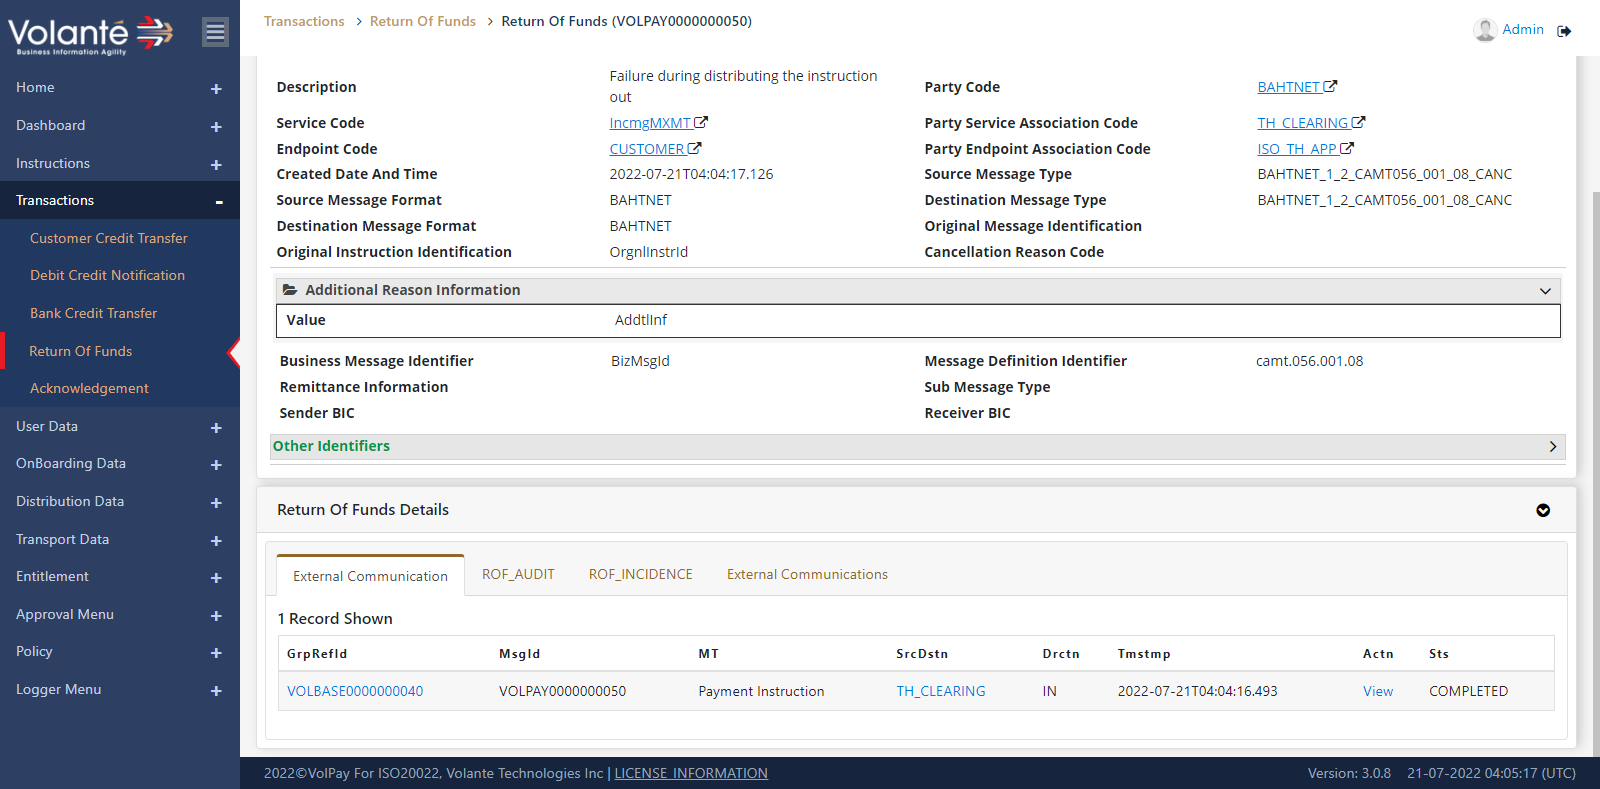 Volanté
Business Information Agility
Transactions > Return Of Funds > Return Of Funds (VOLPAY0000000050)
Admin
Home
Dashboard
Instructions
Transactions
Customer Credit Transfer
Debit Credit Notification
Bank Credit Transfer
Return Of Funds
Acknowledgement
User Data
OnBoarding Data
Distribution Data
Transport Data
Entitlement
Approval Menu
Policy
Logger Menu
Description Failure during distributing the instruction out Party Code BAHTNET
Service Code IncmgMXMT Party Service Association Code TH_CLEARING
Endpoint Code CUSTOMER Party Endpoint Association Code ISO_TH_APP
Created Date And Time 2022-07-21T04:04:17.126 Source Message Type BAHTNET_1_2_CAMT056_001_08_CANC
Source Message Format BAHTNET Destination Message Type BAHTNET_1_2_CAMT056_001_08_CANC
Destination Message Format BAHTNET Original Message Identification
Original Instruction Identification OrgnlInstrId Cancellation Reason Code
Additional Reason Information
Value AddtlInf
Business Message Identifier BizMsgId Message Definition Identifier camt.056.001.08
Remittance Information Sub Message Type
Sender BIC Receiver BIC
Other Identifiers
Return Of Funds Details
External Communication ROF_AUDIT ROF_INCIDENCE External Communications
1 Record Shown
GrpRefId MsgId MT SrcDstn Drctn Tmstmp Actn Sts
VOLBASE0000000040 VOLPAY0000000050 Payment Instruction TH_CLEARING IN 2022-07-21T04:04:16.493 View COMPLETED
2022©VolPay For ISO20022, Volante Technologies Inc | LICENSE INFORMATION Version: 3.0.8 21-07-2022 04:05:17 (UTC)